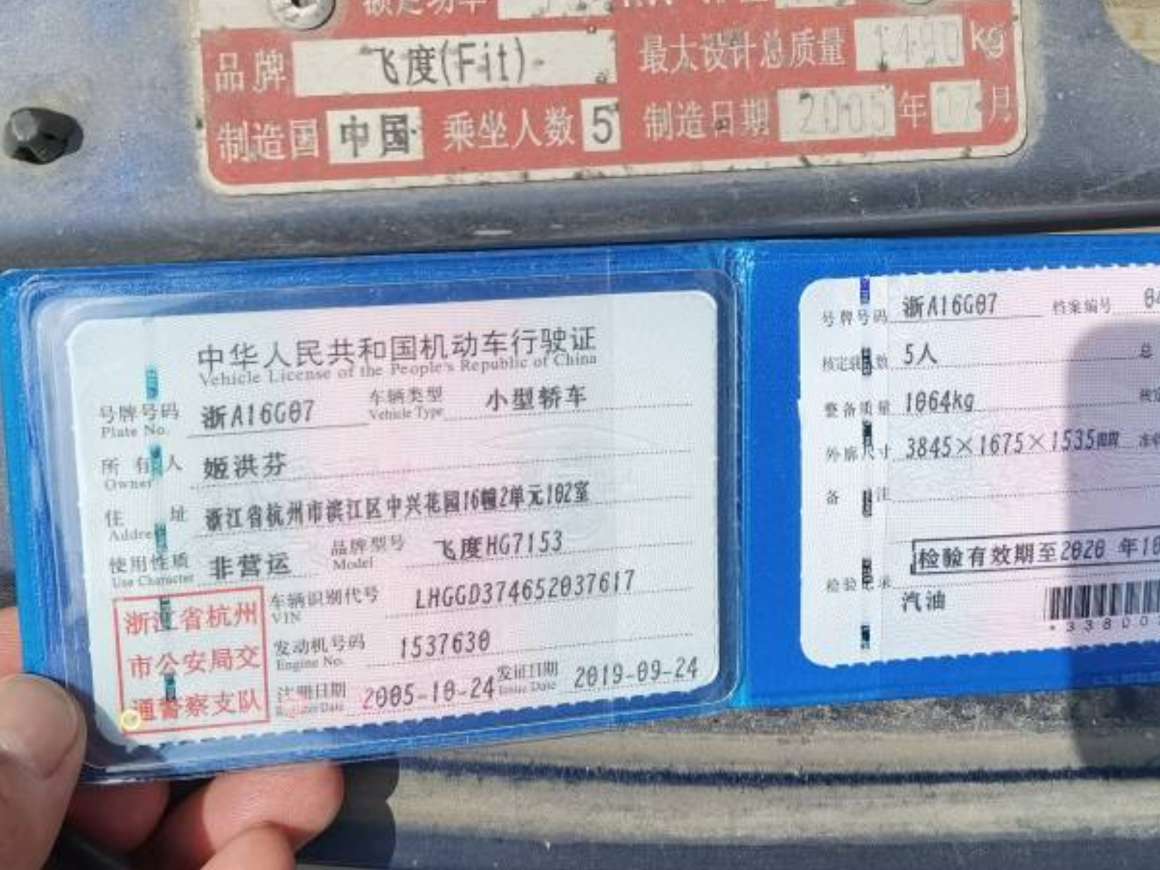 额定功率
品牌 飞度(Fit) 最大设计总质量 1490 kg
制造国 中国 乘坐人数 5 制造日期 2005 年 07 月
中华人民共和国机动车行驶证
Vehicle License of the People's Republic of China
号牌号码 浙A16G07 车辆类型 小型轿车
Plate No. Vehicle Type
所有人 姬洪芬
Owner
住址 浙江省杭州市滨江区中兴花园16幢2单元102室
Address
使用性质 非营运 品牌型号 飞度HG7153
Use Character Model
浙江省杭州
市公安局交
通警察支队
车辆识别代号 LHGGD374652037617
VIN
发动机号码 1537630
Engine No.
注册日期 2005-10-24 发证日期 2019-09-24
Register Date Issue Date
号牌号码 浙A16G07 档案编号
核定载人数 5人 总
整备质量 1064kg 核定
外廓尺寸 3845×1675×1535mm
备注
检验有效期至2020 年10
检验记录
汽油
*33800